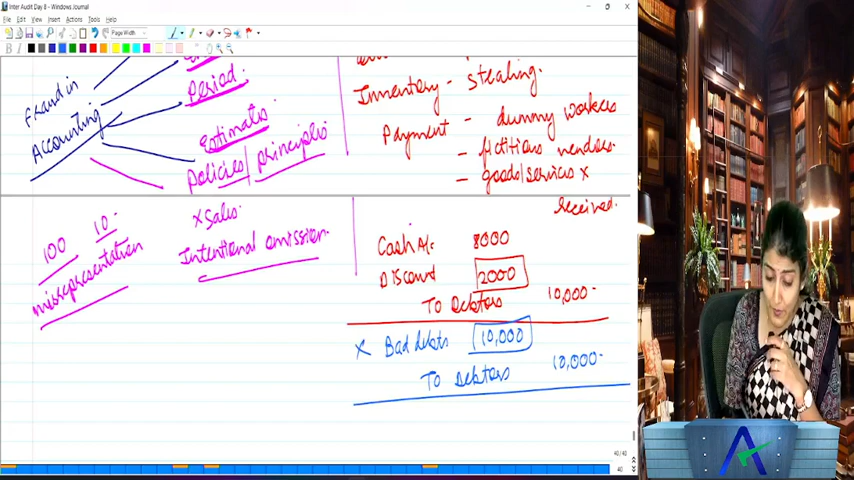 Inter Audit Day 8 - Windows Journal
File Edit View Insert Actions Tools Help
Page Width
Fraud in
Accounting
Period.
Estimates
Policies/principles
100 10-
misrepresentation
x Sales.
Intentional omission.
Inventory - stealing.
Payment - dummy workers
- fictitious vendors.
- goods/services x
received.
Cash A/c 8000
Discount 2000
To Debtors 10,000-
x Bad debts 10,000
To Debtors 10,000-
40/40
40